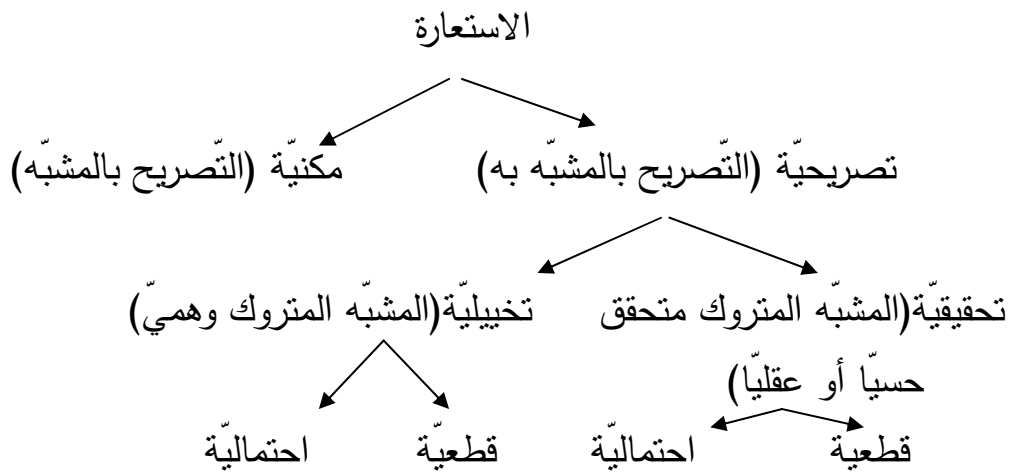 الاستعارة
تصريحيّة (التّصريح بالمشبّه به) مكنيّة (التّصريح بالمشبّه)
تحقيقيّة(المشبّه المتروك متحقق تخييليّة(المشبّه المتروك وهميّ)
حسيّا أو عقليّا)
قطعية احتماليّة قطعيّة احتماليّة